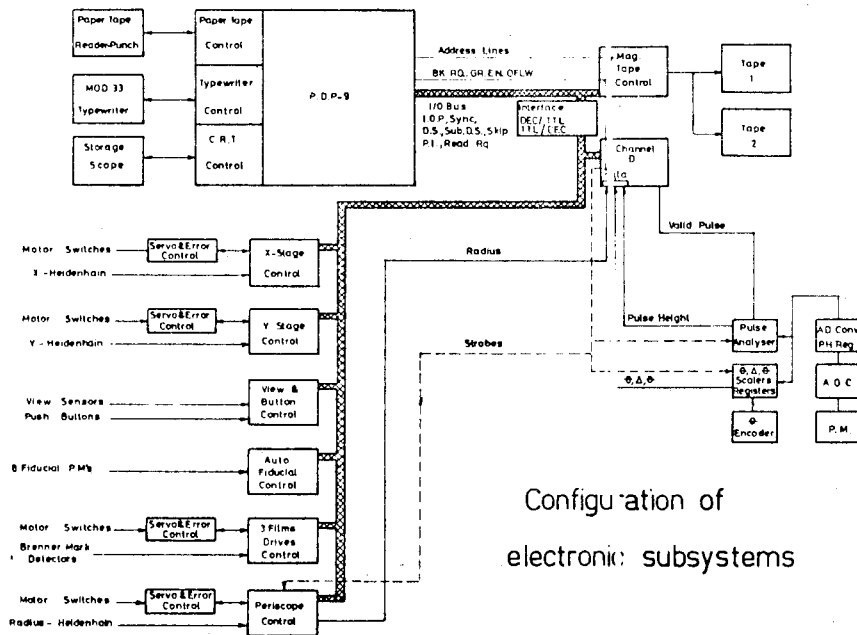 Paper Tape
Reader-Punch
Paper Tape
Control
MOD 33
Typewriter
Typewriter
Control
Storage
Scope
C.R.T
Control
P.D.P-9
Address Lines
BK.RQ, GR.EN, OFLW
I/O Bus
I.O.P, Sync,
D.S., Sub.D.S., Skip
P.I., Read Rq
Interface
DEC/TTL
TTL/DEC
Mag.
Tape
Control
Tape
1
Tape
2
Channel
D
Valid Pulse
Motor Switches
Servo & Error
Control
X-Stage
Control
X-Heidenhain
Radius
Motor Switches
Servo & Error
Control
Y Stage
Control
Y-Heidenhain
Pulse Height
Pulse
Analyser
AD Conv
PH Reg
Strobes
View Sensors
Push Buttons
View &
Button
Control
θ, Δ, θ
θ, Δ, θ
Scalers
Registers
A D C
θ
Encoder
P. M.
8 Fiducial P.M's
Auto
Fiducial
Control
Motor Switches
Servo & Error
Control
3 Films
Drives
Control
Brenner Mark
Detectors
Motor Switches
Servo & Error
Control
Periscope
Control
Radius-Heidenhain
Configuration of
electronic subsystems